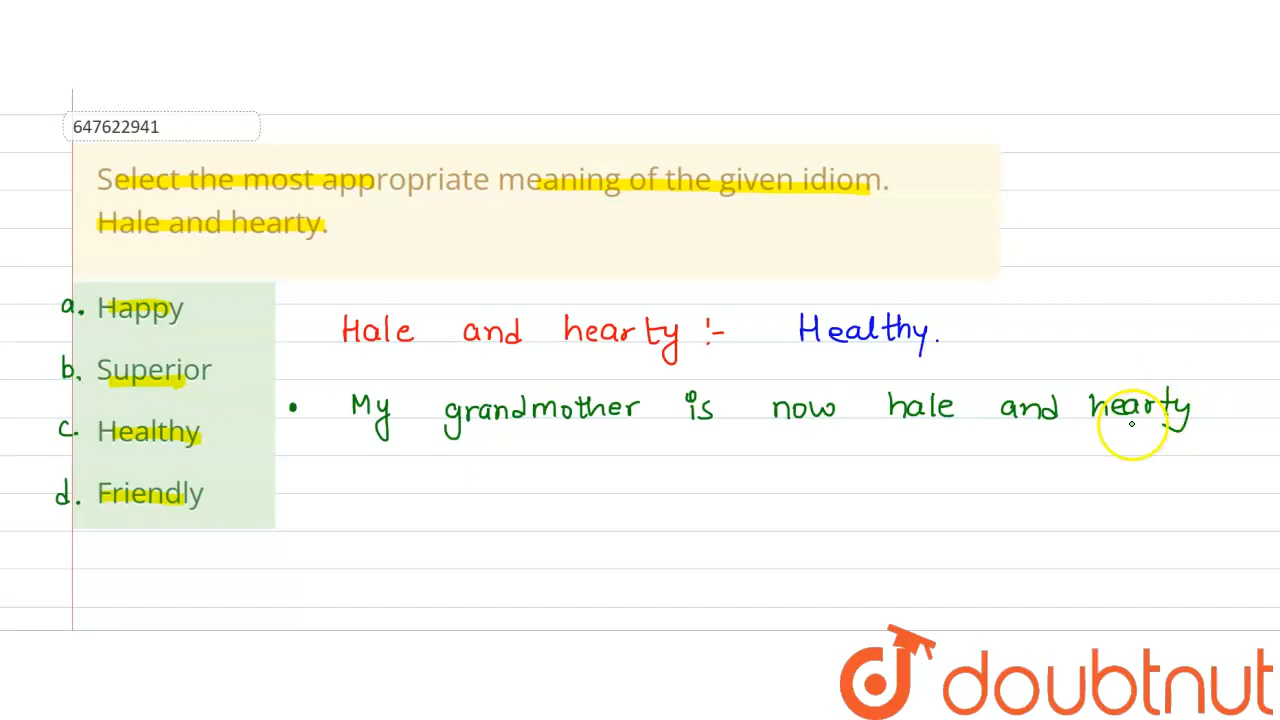 647622941
Select the most appropriate meaning of the given idiom.
Hale and hearty.
a. Happy
b. Superior
c. Healthy
d. Friendly
Hale and hearty :- Healthy.
• My grandmother is now hale and hearty
doubtnut